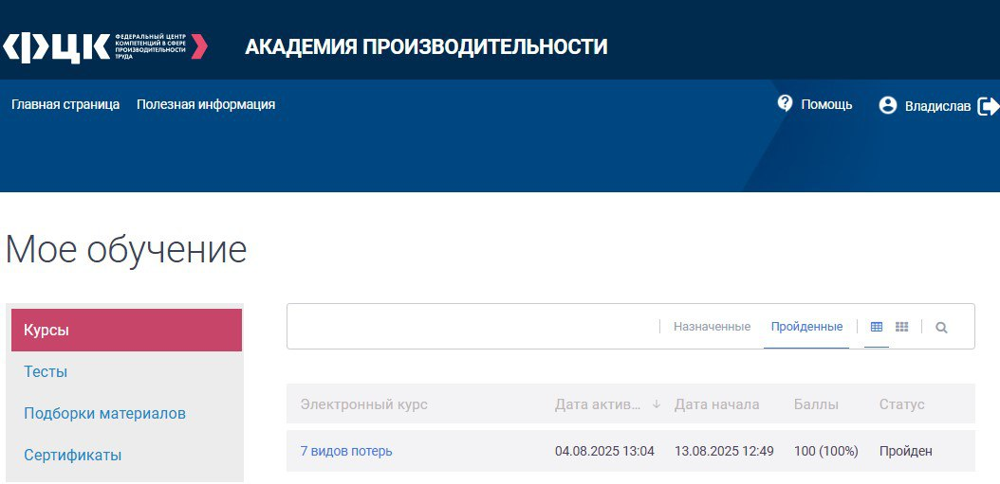 ФЦК
ФЕДЕРАЛЬНЫЙ ЦЕНТР
КОМПЕТЕНЦИЙ В СФЕРЕ
ПРОИЗВОДИТЕЛЬНОСТИ
ТРУДА
АКАДЕМИЯ ПРОИЗВОДИТЕЛЬНОСТИ
Главная страница Полезная информация Помощь Владислав
Мое обучение
Курсы
Тесты
Подборки материалов
Сертификаты
Назначенные Пройденные
Электронный курс Дата актив... Дата начала Баллы Статус
7 видов потерь 04.08.2025 13:04 13.08.2025 12:49 100 (100%) Пройден